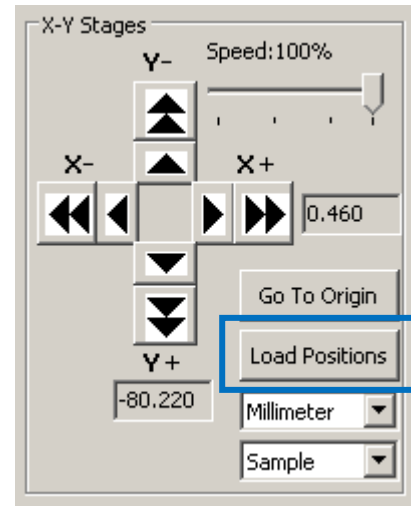 X-Y Stages
Y-
Speed:100%
X-
X+
0.460
Go To Origin
Load Positions
Y+
-80.220
Millimeter
Sample